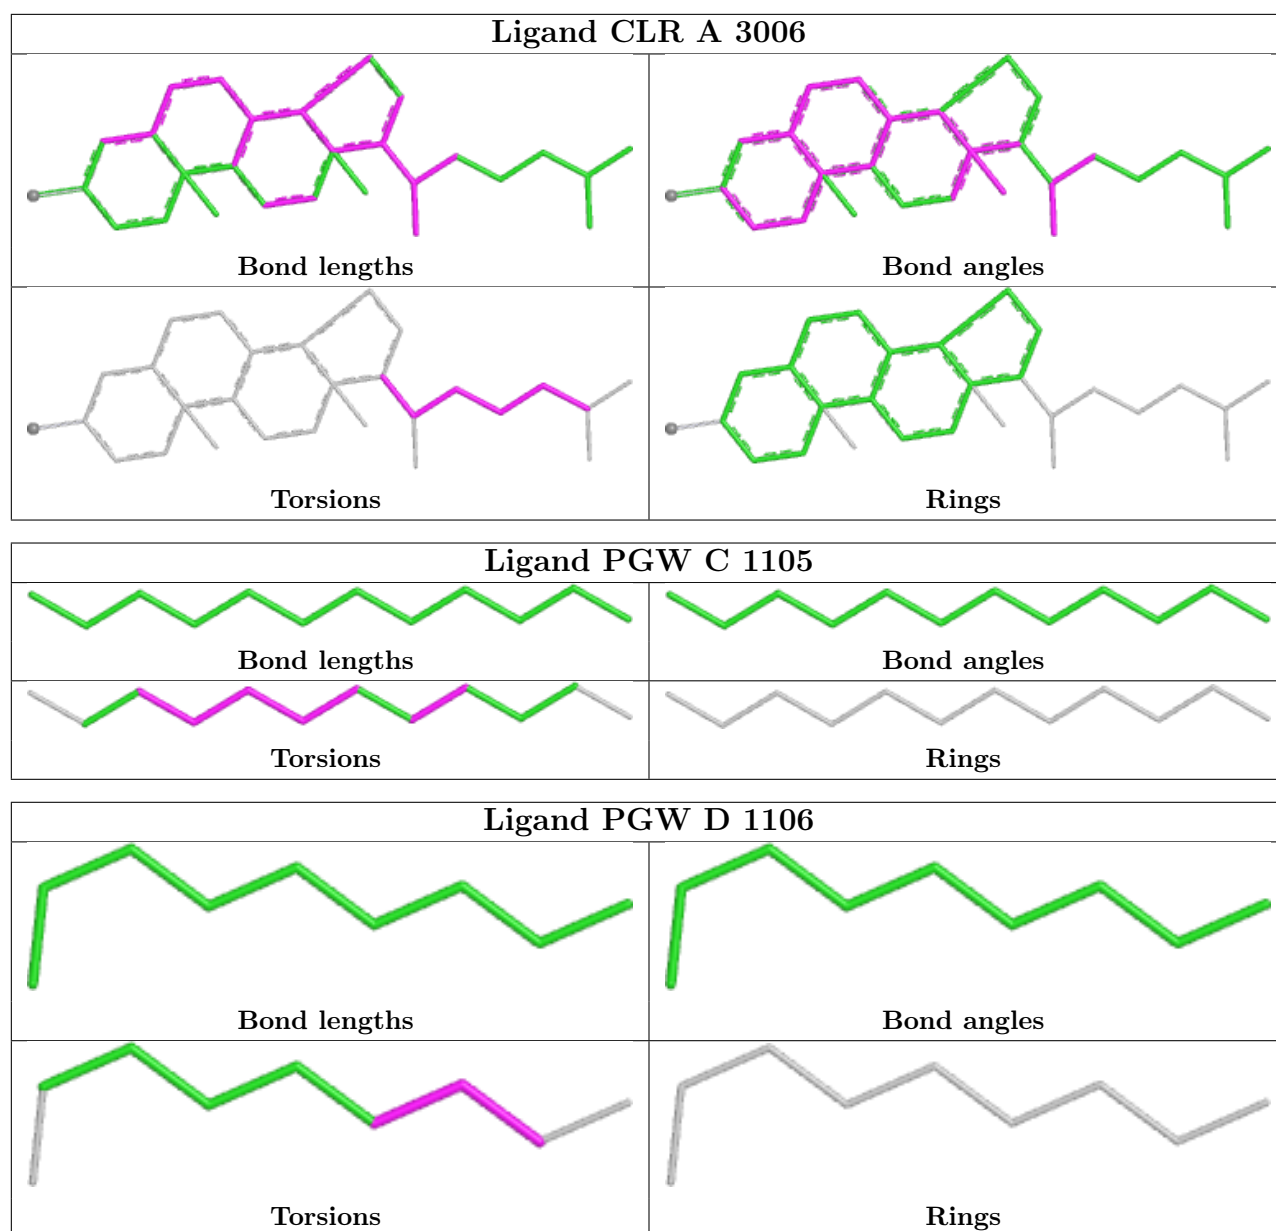 Ligand CLR A 3006
Bond lengths
Bond angles
Torsions
Rings
Ligand PGW C 1105
Bond lengths
Bond angles
Torsions
Rings
Ligand PGW D 1106
Bond lengths
Bond angles
Torsions
Rings